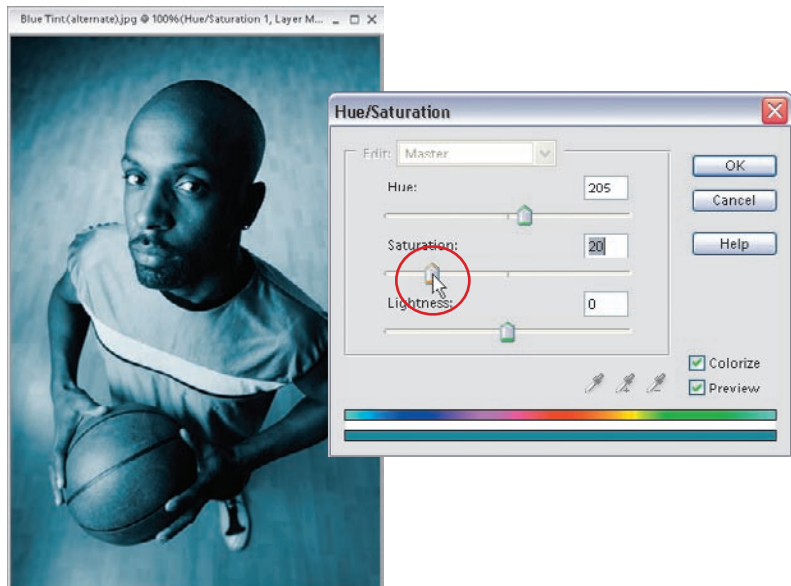 Blue Tint(alternate).jpg @ 100%(Hue/Saturation 1, Layer M...
Hue/Saturation
Edit: Master
OK
Hue: 205
Cancel
Saturation: 20
Help
Lightness: 0
Colorize
Preview